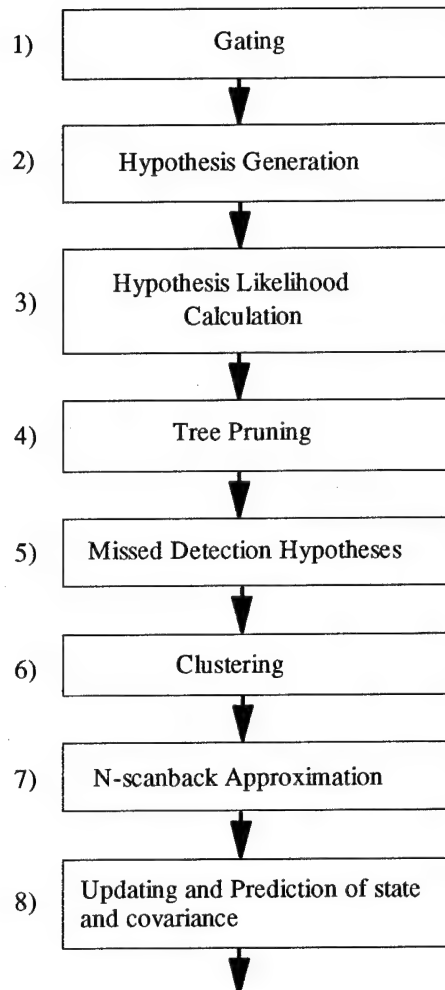 1) Gating
2) Hypothesis Generation
3) Hypothesis Likelihood
Calculation
4) Tree Pruning
5) Missed Detection Hypotheses
6) Clustering
7) N-scanback Approximation
8) Updating and Prediction of state
and covariance